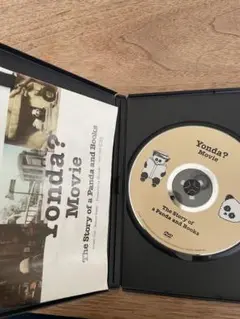 Yonda?
Movie
The Story of a Panda and Books
Yonda?
Movie
The Story of
a Panda and Books
DVD